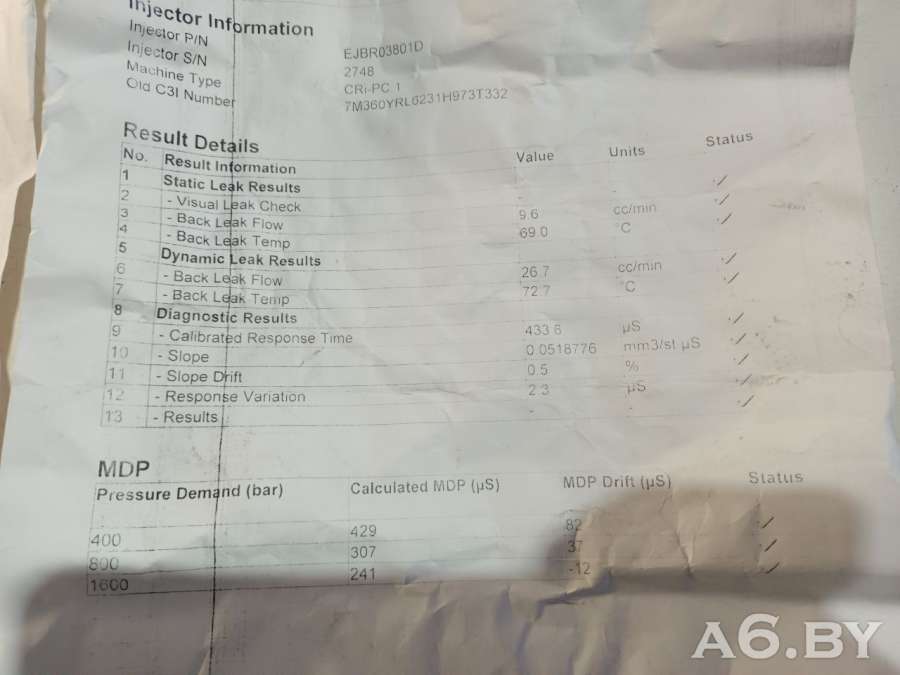 Injector Information
Injector P/N EJBR03801D
Injector S/N 2748
Machine Type CRi-PC 1
Old C3I Number 7M360YRL6231H973T332
Result Details
No. Result Information Value Units Status
1 Static Leak Results
2 - Visual Leak Check - - ✓
3 - Back Leak Flow 9.6 cc/min ✓
4 - Back Leak Temp 69.0 °C ✓
5 Dynamic Leak Results
6 - Back Leak Flow 26.7 cc/min ✓
7 - Back Leak Temp 72.7 °C ✓
8 Diagnostic Results
9 - Calibrated Response Time 433.6 µS ✓
10 - Slope 0.0518776 mm3/st µS ✓
11 - Slope Drift 0.5 % ✓
12 - Response Variation 2.3 µS ✓
13 - Results - - ✓
MDP
Pressure Demand (bar) Calculated MDP (µS) MDP Drift (µS) Status
400 429 82 ✓
800 307 37 ✓
1600 241 -12 ✓
A6.BY